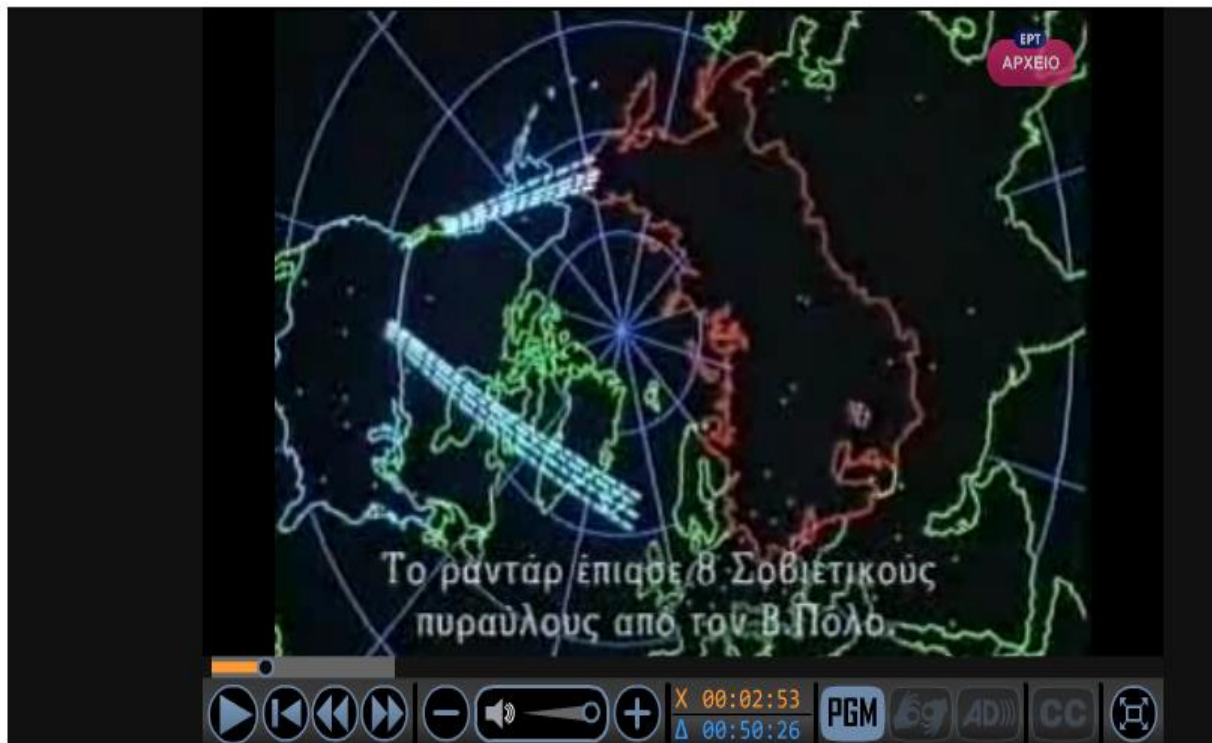 ΕΡΤ
ΑΡΧΕΙΟ
Το ραντάρ έπιασε 8 Σοβιετικούς
πυραύλους από τον Β.Πόλο.
X 00:02:53
Δ 00:50:26
PGM
AD)))
CC